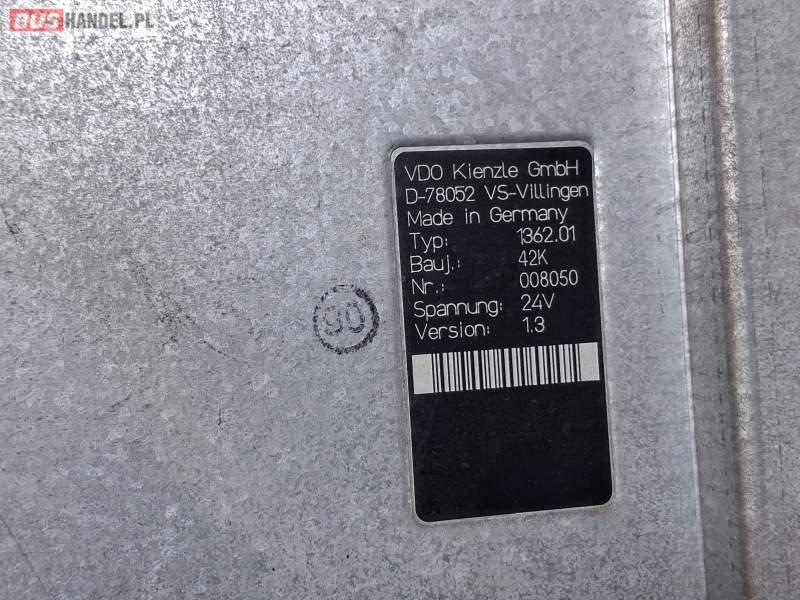 BUSHANDEL.PL
VDO Kienzle GmbH
D-78052 VS-Villingen
Made in Germany
Typ: 1362.01
Bauj.: 42K
Nr.: 008050
Spannung: 24V
Version: 1.3
90